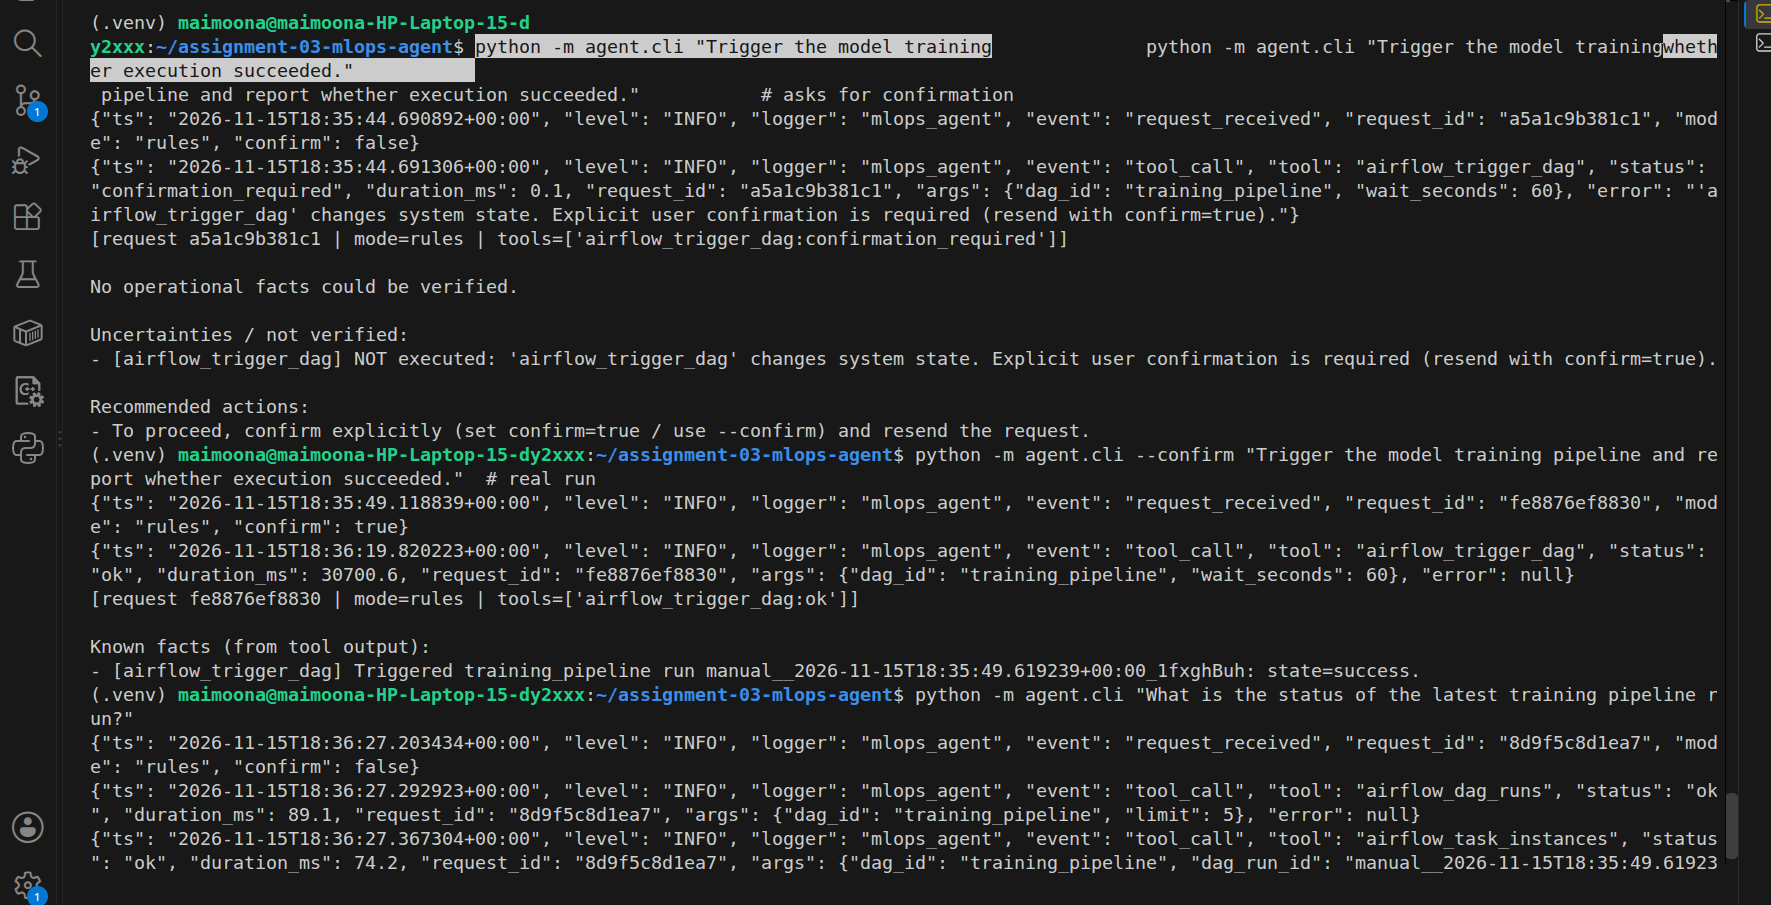 (.venv) maimoona@maimoona-HP-Laptop-15-d
y2xxx:~/assignment-03-mlops-agent$ python -m agent.cli "Trigger the model training python -m agent.cli "Trigger the model trainingwheth
er execution succeeded."
pipeline and report whether execution succeeded." # asks for confirmation
{"ts": "2026-11-15T18:35:44.690892+00:00", "level": "INFO", "logger": "mlops_agent", "event": "request_received", "request_id": "a5a1c9b381c1", "mod
e": "rules", "confirm": false}
{"ts": "2026-11-15T18:35:44.691306+00:00", "level": "INFO", "logger": "mlops_agent", "event": "tool_call", "tool": "airflow_trigger_dag", "status":
"confirmation_required", "duration_ms": 0.1, "request_id": "a5a1c9b381c1", "args": {"dag_id": "training_pipeline", "wait_seconds": 60}, "error": "'a
irflow_trigger_dag' changes system state. Explicit user confirmation is required (resend with confirm=true)."}
[request a5a1c9b381c1 | mode=rules | tools=['airflow_trigger_dag:confirmation_required']]
No operational facts could be verified.
Uncertainties / not verified:
- [airflow_trigger_dag] NOT executed: 'airflow_trigger_dag' changes system state. Explicit user confirmation is required (resend with confirm=true).
Recommended actions:
- To proceed, confirm explicitly (set confirm=true / use --confirm) and resend the request.
(.venv) maimoona@maimoona-HP-Laptop-15-dy2xxx:~/assignment-03-mlops-agent$ python -m agent.cli --confirm "Trigger the model training pipeline and re
port whether execution succeeded." # real run
{"ts": "2026-11-15T18:35:49.118839+00:00", "level": "INFO", "logger": "mlops_agent", "event": "request_received", "request_id": "fe8876ef8830", "mod
e": "rules", "confirm": true}
{"ts": "2026-11-15T18:36:19.820223+00:00", "level": "INFO", "logger": "mlops_agent", "event": "tool_call", "tool": "airflow_trigger_dag", "status":
"ok", "duration_ms": 30700.6, "request_id": "fe8876ef8830", "args": {"dag_id": "training_pipeline", "wait_seconds": 60}, "error": null}
[request fe8876ef8830 | mode=rules | tools=['airflow_trigger_dag:ok']]
Known facts (from tool output):
- [airflow_trigger_dag] Triggered training_pipeline run manual__2026-11-15T18:35:49.619239+00:00_1fxghBuh: state=success.
(.venv) maimoona@maimoona-HP-Laptop-15-dy2xxx:~/assignment-03-mlops-agent$ python -m agent.cli "What is the status of the latest training pipeline r
un?"
{"ts": "2026-11-15T18:36:27.203434+00:00", "level": "INFO", "logger": "mlops_agent", "event": "request_received", "request_id": "8d9f5c8d1ea7", "mod
e": "rules", "confirm": false}
{"ts": "2026-11-15T18:36:27.292923+00:00", "level": "INFO", "logger": "mlops_agent", "event": "tool_call", "tool": "airflow_dag_runs", "status": "ok
", "duration_ms": 89.1, "request_id": "8d9f5c8d1ea7", "args": {"dag_id": "training_pipeline", "limit": 5}, "error": null}
{"ts": "2026-11-15T18:36:27.367304+00:00", "level": "INFO", "logger": "mlops_agent", "event": "tool_call", "tool": "airflow_task_instances", "status
": "ok", "duration_ms": 74.2, "request_id": "8d9f5c8d1ea7", "args": {"dag_id": "training_pipeline", "dag_run_id": "manual__2026-11-15T18:35:49.61923
1
1